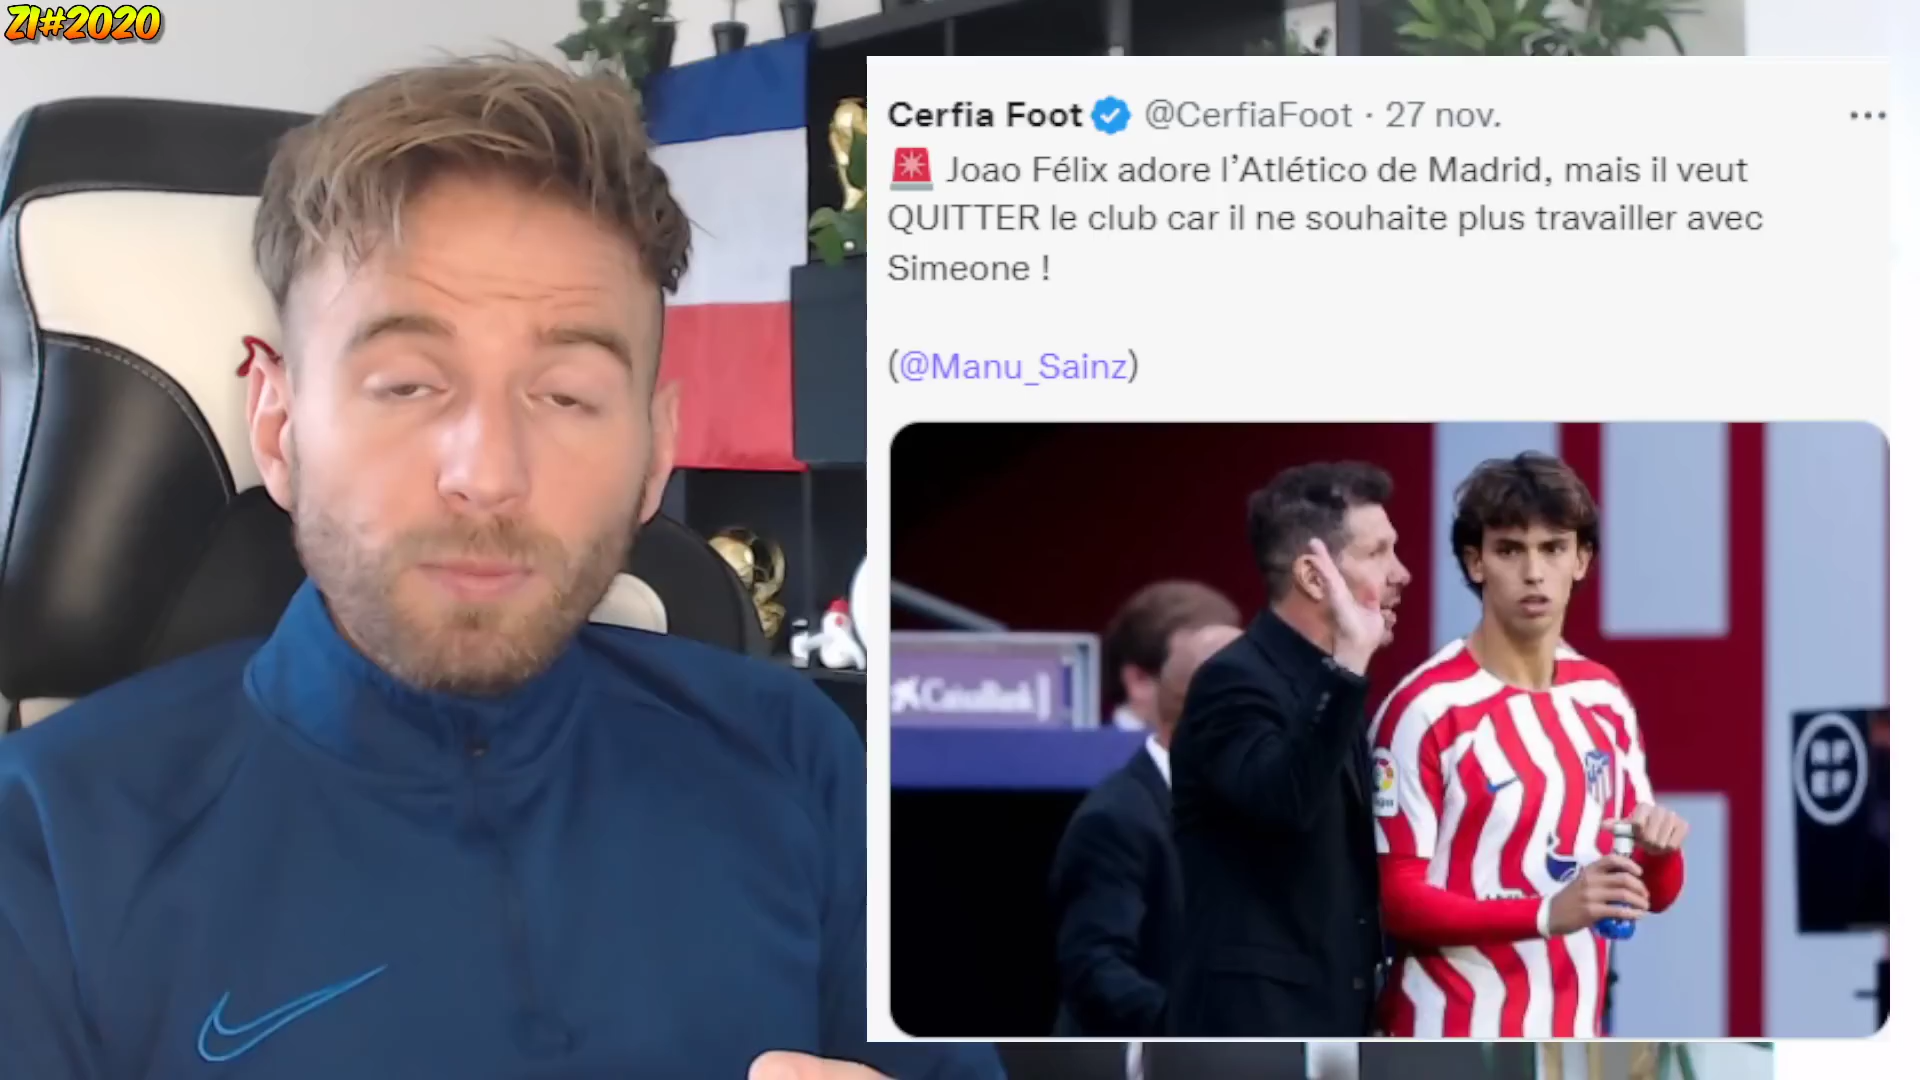 ZI#2020
Cerfia Foot @CerfiaFoot · 27 nov.
Joao Félix adore l’Atlético de Madrid, mais il veut
QUITTER le club car il ne souhaite plus travailler avec
Simeone !
(@Manu_Sainz)
CaixaBank